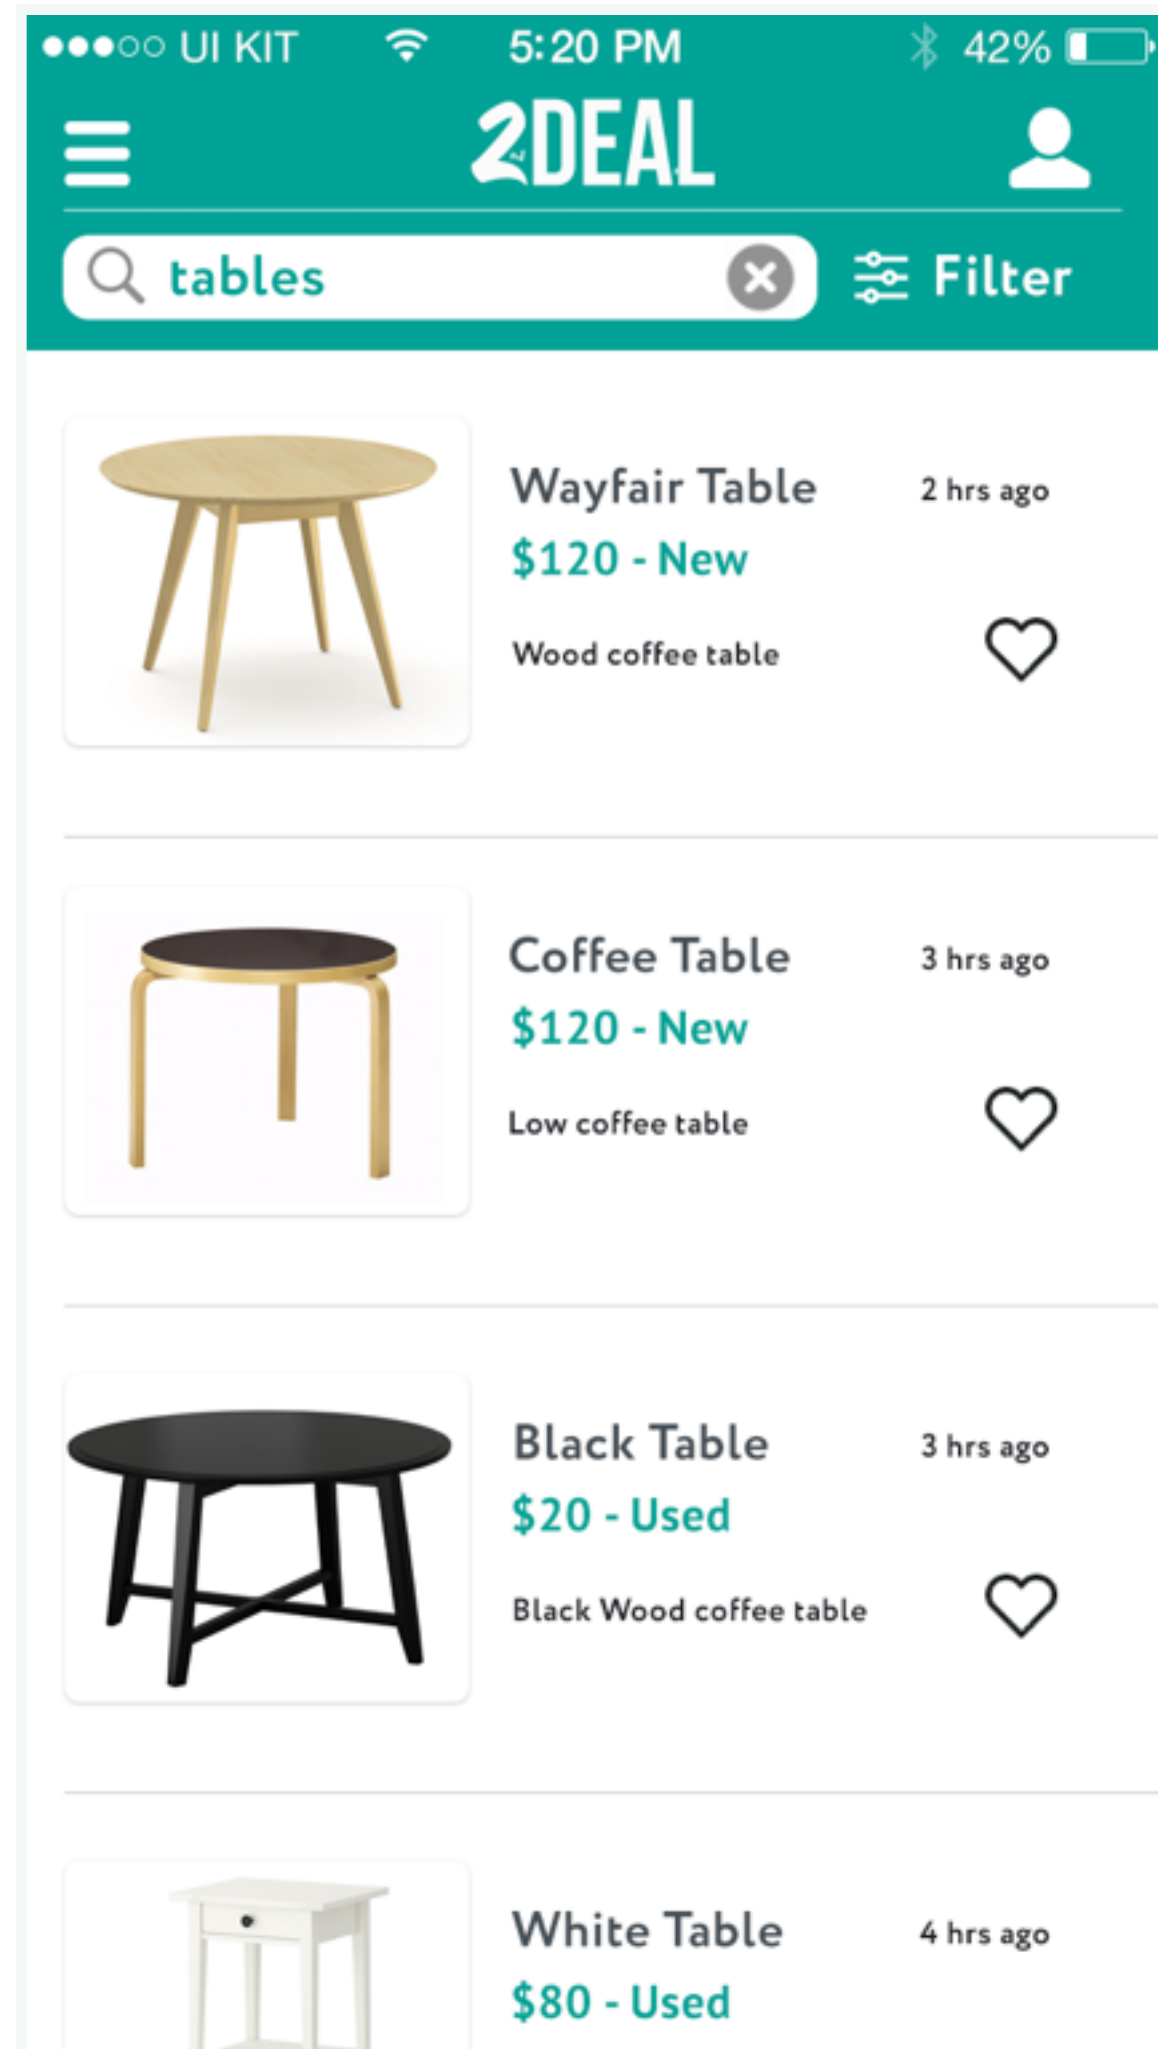 UI KIT 5:20 PM 42%
2DEAL
tables Filter
Wayfair Table 2 hrs ago
$120 - New
Wood coffee table
Coffee Table 3 hrs ago
$120 - New
Low coffee table
Black Table 3 hrs ago
$20 - Used
Black Wood coffee table
White Table 4 hrs ago
$80 - Used